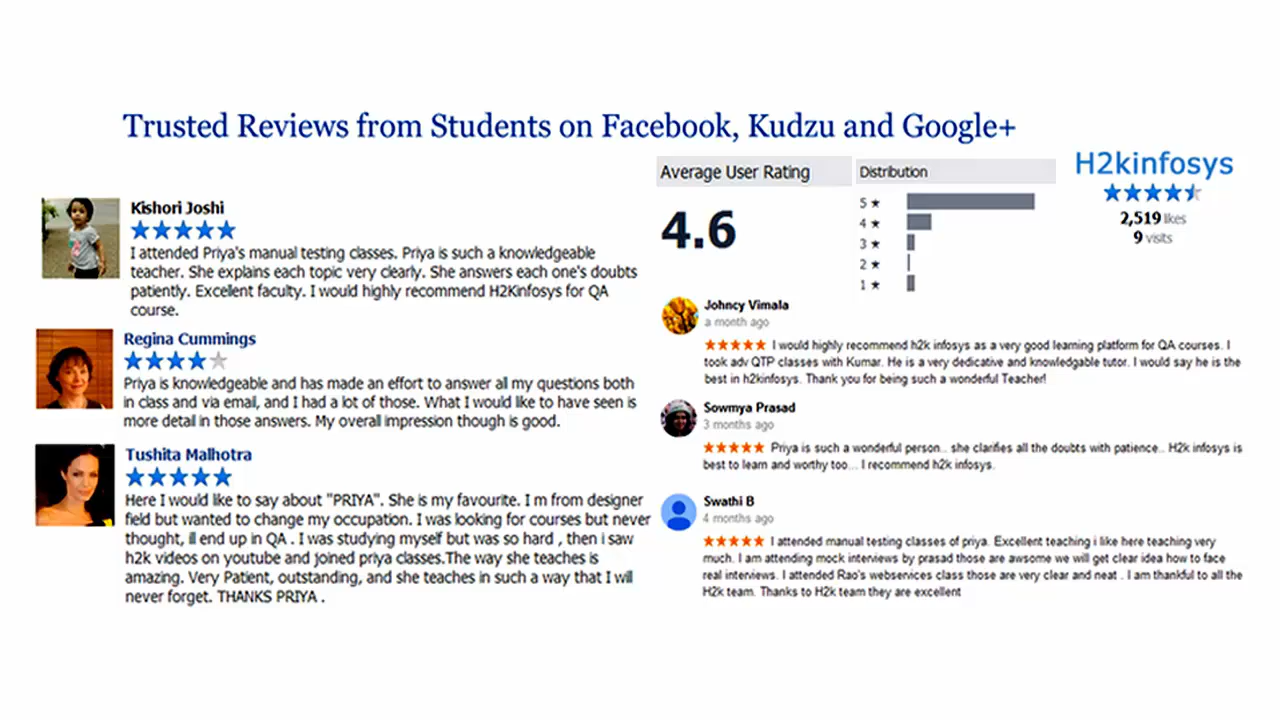 Trusted Reviews from Students on Facebook, Kudzu and Google+
Kishori Joshi
I attended Priya's manual testing classes. Priya is such a knowledgeable
teacher. She explains each topic very clearly. She answers each one's doubts
patiently. Excellent faculty. I would highly recommend H2Kinfosys for QA
course.
Regina Cummings
Priya is knowledgeable and has made an effort to answer all my questions both
in class and via email, and I had a lot of those. What I would like to have seen is
more detail in those answers. My overall impression though is good.
Tushita Malhotra
Here I would like to say about "PRIYA". She is my favourite. I m from designer
field but wanted to change my occupation. I was looking for courses but never
thought, ill end up in QA . I was studying myself but was so hard , then i saw
h2k videos on youtube and joined priya classes.The way she teaches is
amazing. Very Patient, outstanding, and she teaches in such a way that I will
never forget. THANKS PRIYA .
Average User Rating
4.6
Distribution
5 ★
4 ★
3 ★
2 ★
1 ★
H2kinfosys
2,519 likes
9 visits
Johncy Vimala
a month ago
I would highly recommend h2k infosys as a very good learning platform for QA courses. I
took adv QTP classes with Kumar. He is a very dedicative and knowledgable tutor. I would say he is the
best in h2kinfosys. Thank you for being such a wonderful Teacher!
Sowmya Prasad
3 months ago
Priya is such a wonderful person.. she clarifies all the doubts with patience.. H2k infosys is
best to learn and worthy too... I recommend h2k infosys.
Swathi B
4 months ago
I attended manual testing classes of priya. Excellent teaching i like here teaching very
much. I am attending mock interviews by prasad those are awsome we will get clear idea how to face
real interviews. I attended Rao's webservices class those are very clear and neat . I am thankful to all the
H2k team. Thanks to H2k team they are excellent